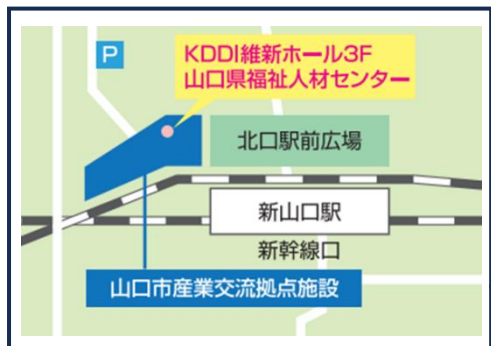 P
KDDI維新ホール3F
山口県福祉人材センター
北口駅前広場
新山口駅
新幹線口
山口市産業交流拠点施設